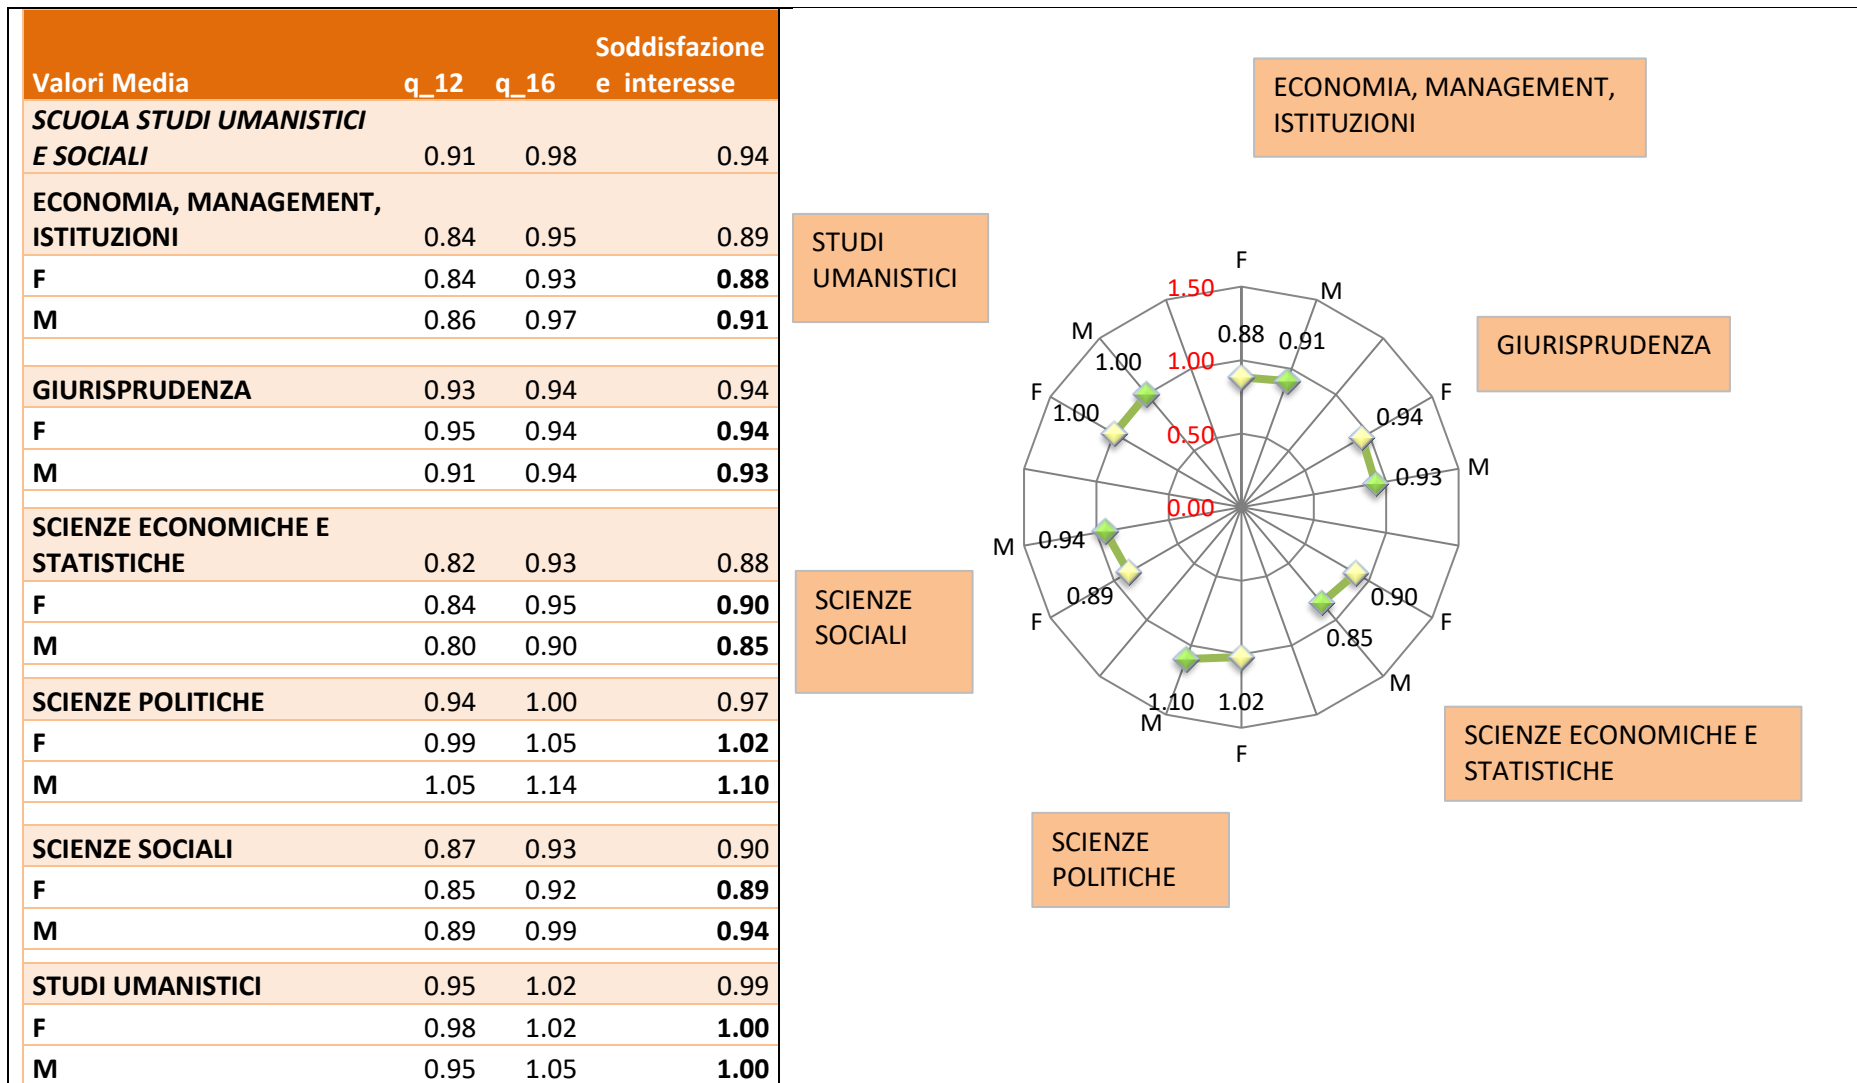 Valori Media q_12 q_16 Soddisfazione e interesse
SCUOLA STUDI UMANISTICI
E SOCIALI 0.91 0.98 0.94
ECONOMIA, MANAGEMENT,
ISTITUZIONI 0.84 0.95 0.89
F 0.84 0.93 0.88
M 0.86 0.97 0.91
GIURISPRUDENZA 0.93 0.94 0.94
F 0.95 0.94 0.94
M 0.91 0.94 0.93
SCIENZE ECONOMICHE E
STATISTICHE 0.82 0.93 0.88
F 0.84 0.95 0.90
M 0.80 0.90 0.85
SCIENZE POLITICHE 0.94 1.00 0.97
F 0.99 1.05 1.02
M 1.05 1.14 1.10
SCIENZE SOCIALI 0.87 0.93 0.90
F 0.85 0.92 0.89
M 0.89 0.99 0.94
STUDI UMANISTICI 0.95 1.02 0.99
F 0.98 1.02 1.00
M 0.95 1.05 1.00
ECONOMIA, MANAGEMENT,
ISTITUZIONI
STUDI
UMANISTICI
GIURISPRUDENZA
SCIENZE
SOCIALI
SCIENZE ECONOMICHE E
STATISTICHE
SCIENZE
POLITICHE
F
M
F
M
F
M
F
M
F
M
F
M
1.50
1.00
0.50
0.00
0.88
0.91
0.94
0.93
0.90
0.85
1.02
1.10
0.89
0.94
1.00
1.00